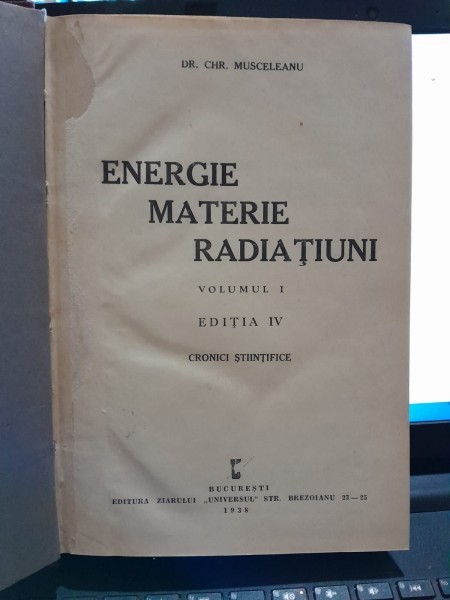 DR. CHR. MUSCELEANU
ENERGIE
MATERIE
RADIAŢIUNI
VOLUMUL I
EDIŢIA IV
CRONICI ŞTIINŢIFICE
BUCUREŞTI
EDITURA ZIARULUI „UNIVERSUL" STR. BREZOIANU 23—25
1938